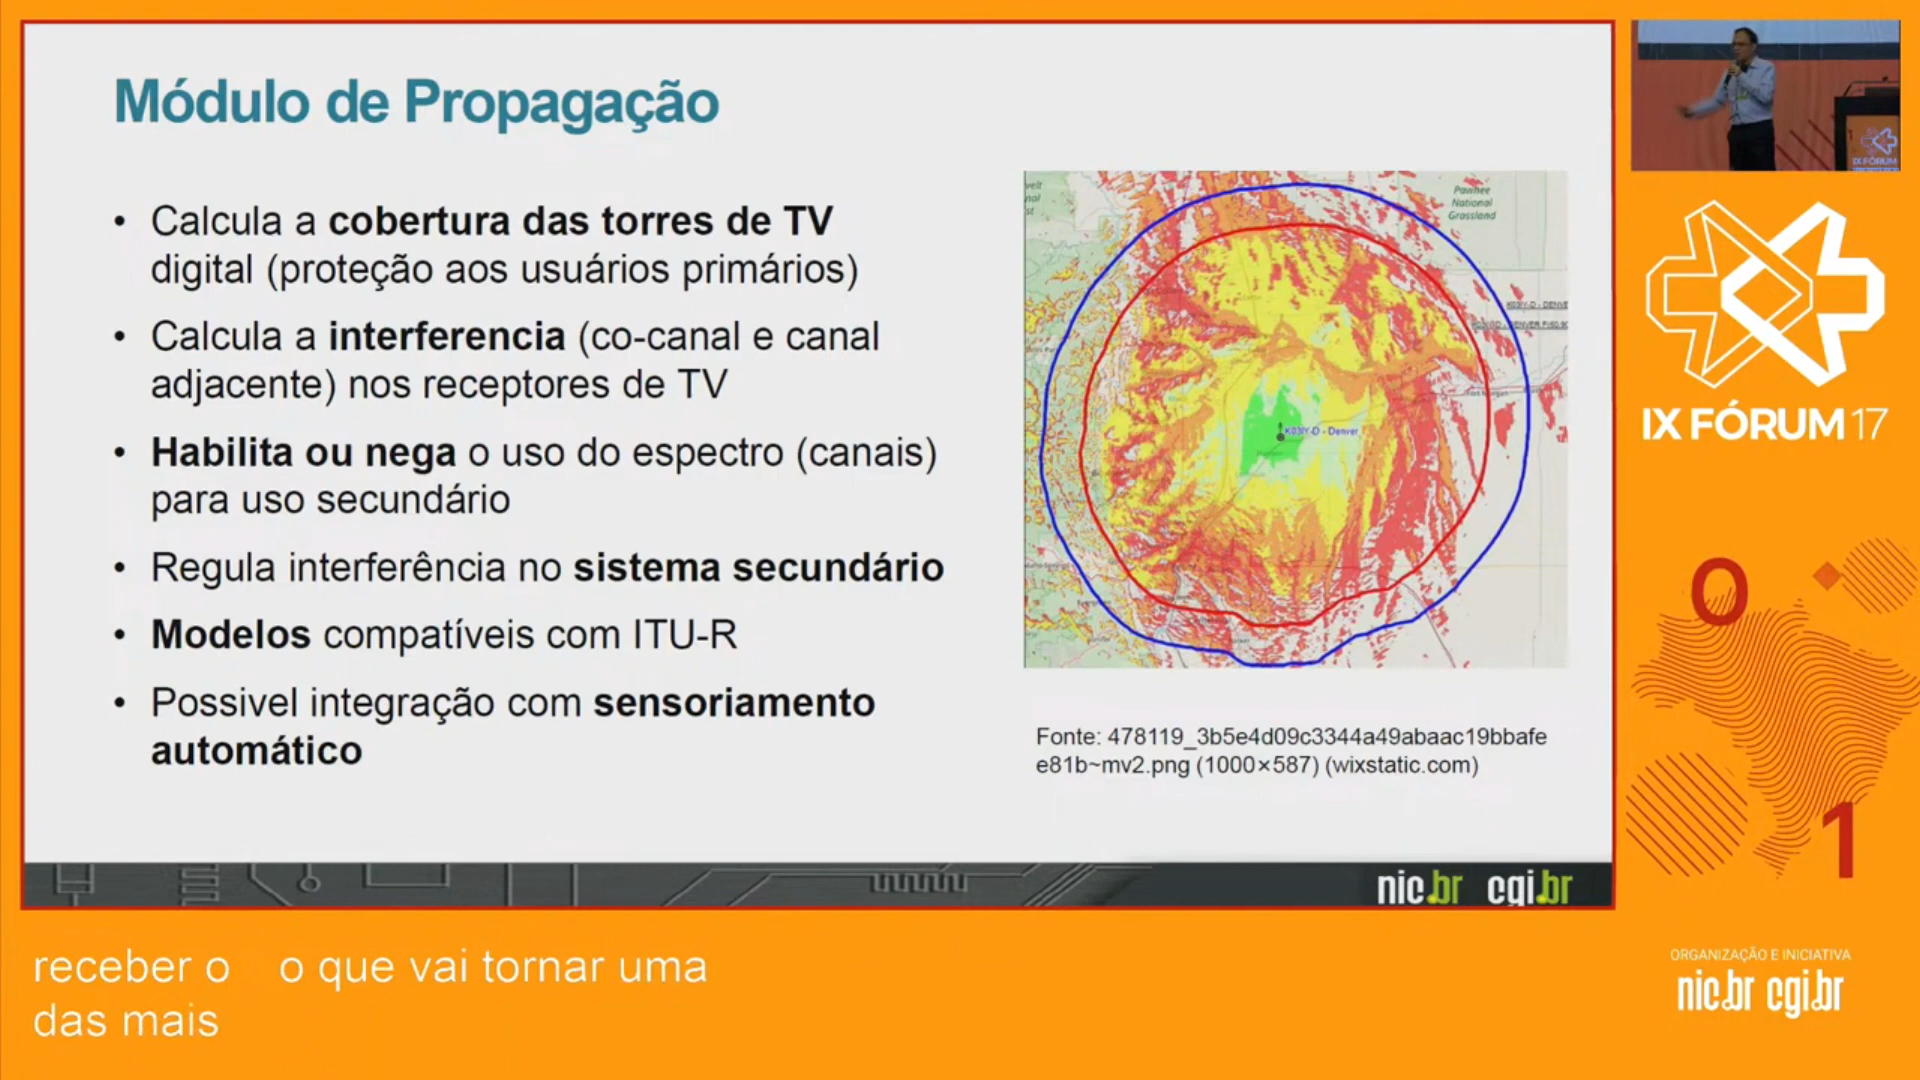 Módulo de Propagação
• Calcula a cobertura das torres de TV
digital (proteção aos usuários primários)
• Calcula a interferencia (co-canal e canal
adjacente) nos receptores de TV
• Habilita ou nega o uso do espectro (canais)
para uso secundário
• Regula interferência no sistema secundário
• Modelos compatíveis com ITU-R
• Possivel integração com sensoriamento
automático
Pawnee
National
Grassland
K03IY-D - Denver
Fonte: 478119_3b5e4d09c3344a49abaac19bbafe
e81b~mv2.png (1000×587) (wixstatic.com)
nic.br cgi.br
IX FÓRUM
IX FÓRUM 17
0
1
receber o o que vai tornar uma
das mais
ORGANIZAÇÃO E INICIATIVA
nic.br cgi.br